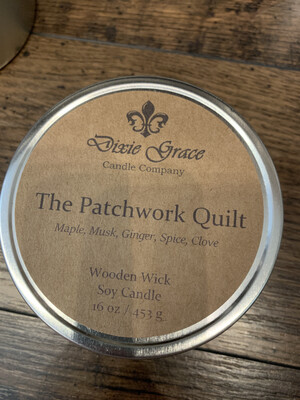 Dixie Grace
Candle Company
The Patchwork Quilt
Maple, Musk, Ginger, Spice, Clove
Wooden Wick
Soy Candle
16 oz / 453 g